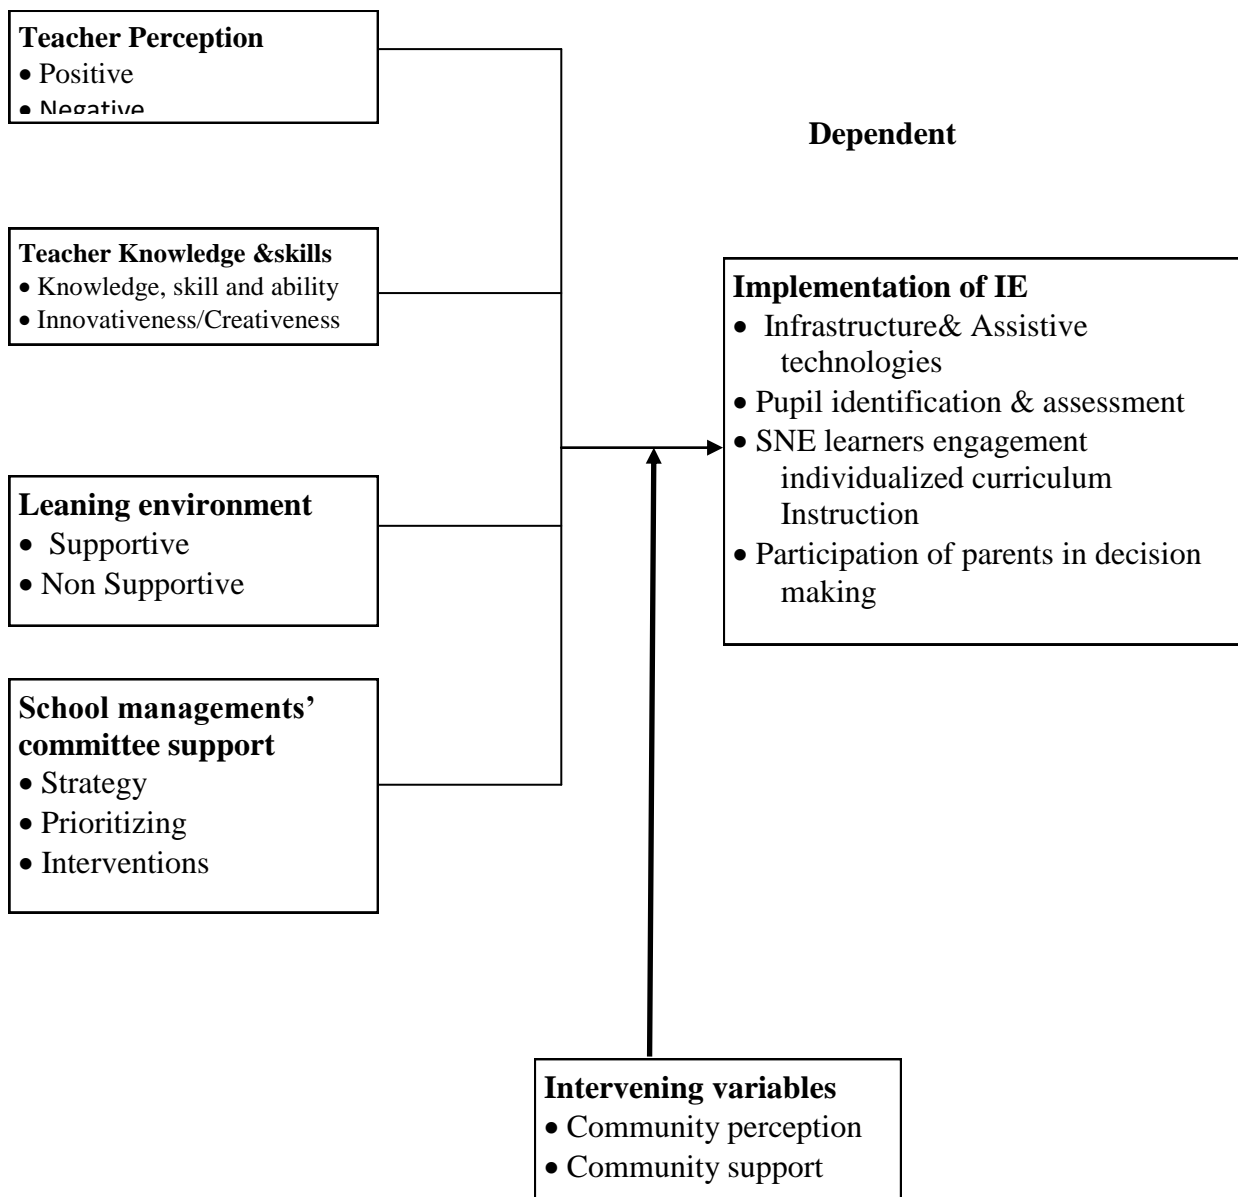 Teacher Perception
• Positive
• Negative
Dependent
Teacher Knowledge &skills
• Knowledge, skill and ability
• Innovativeness/Creativeness
Implementation of IE
• Infrastructure& Assistive
technologies
• Pupil identification & assessment
• SNE learners engagement
individualized curriculum
Instruction
• Participation of parents in decision
making
Leaning environment
• Supportive
• Non Supportive
School managements’
committee support
• Strategy
• Prioritizing
• Interventions
Intervening variables
• Community perception
• Community support